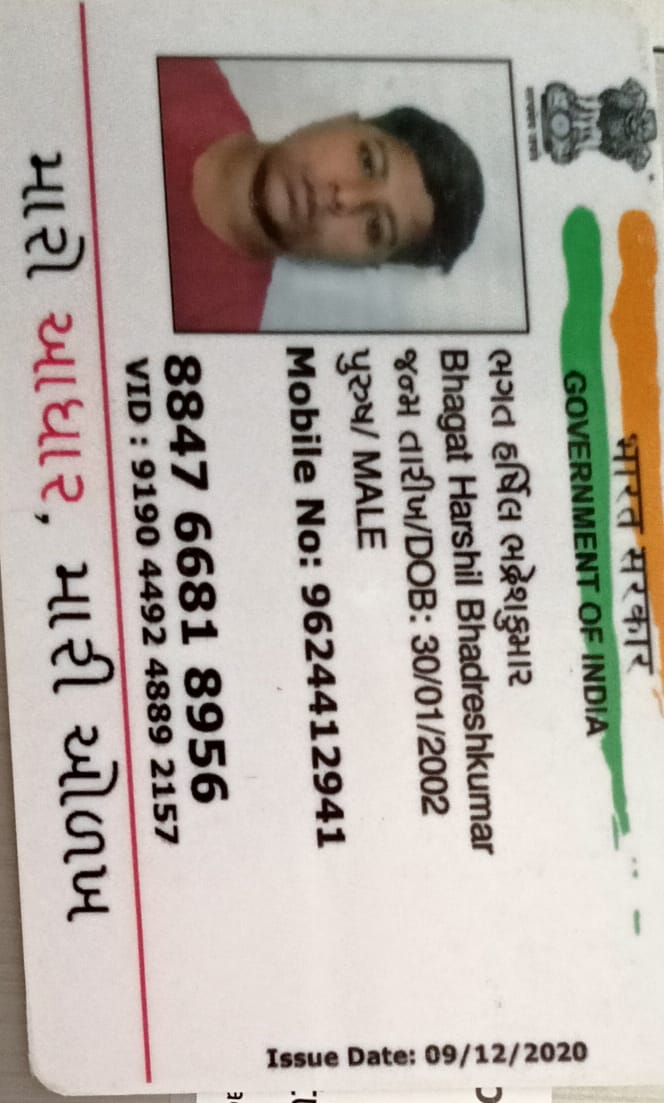 भारत सरकार
GOVERNMENT OF INDIA
ભગત હર્ષિલ ભદ્રેશકુમાર
Bhagat Harshil Bhadreshkumar
જન્મ તારીખ/DOB: 30/01/2002
પુરુષ/ MALE
Mobile No: 9624412941
8847 6681 8956
VID : 9190 4492 4889 2157
મારો આધાર, મારી ઓળખ
Issue Date: 09/12/2020